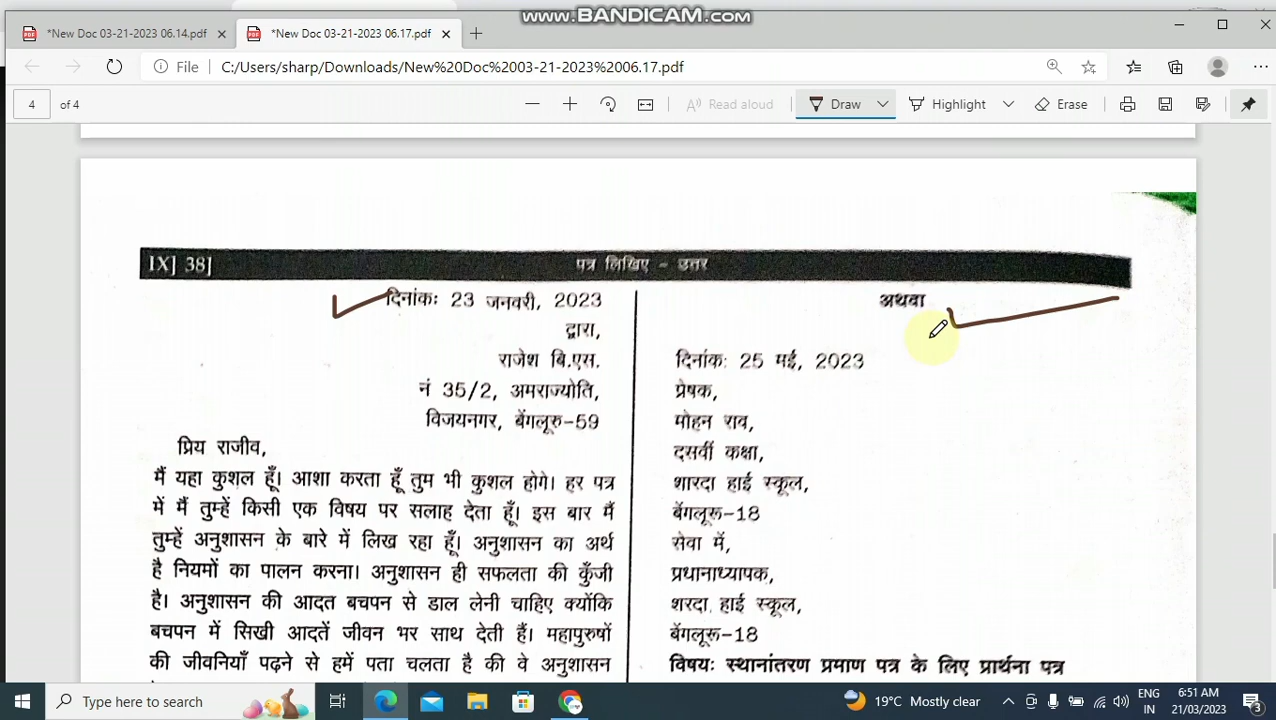 www.BANDICAM.com
*New Doc 03-21-2023 06.14.pdf
*New Doc 03-21-2023 06.17.pdf
File
C:/Users/sharp/Downloads/New%20Doc%2003-21-2023%2006.17.pdf
4 of 4
Read aloud
Draw
Highlight
Erase
IX] 38]
पत्र लिखिए - उत्तर
दिनांकः 23 जनवरी, 2023
द्वारा,
राजेश बि.एस.
नं 35/2, अमराज्योति,
विजयनगर, बेंगलूरु-59
प्रिय राजीव,
मैं यहा कुशल हूँ। आशा करता हूँ तुम भी कुशल होगे। हर पत्र
में मैं तुम्हें किसी एक विषय पर सलाह देता हूँ। इस बार मैं
तुम्हें अनुशासन के बारे में लिख रहा हूँ। अनुशासन का अर्थ
है नियमों का पालन करना। अनुशासन ही सफलता की कुँजी
है। अनुशासन की आदत बचपन से डाल लेनी चाहिए क्योंकि
बचपन में सिखी आदतें जीवन भर साथ देती हैं। महापुरुषों
की जीवनियाँ पढ़ने से हमें पता चलता है की वे अनुशासन
अथवा
दिनांकः 25 मई, 2023
प्रेषक,
मोहन राव,
दसवीं कक्षा,
शारदा हाई स्कूल,
बेंगलूरू-18
सेवा में,
प्रधानाध्यापक,
शरदा हाई स्कूल,
बेंगलूरू-18
विषयः स्थानांतरण प्रमाण पत्र के लिए प्रार्थना पत्र
Type here to search
19°C Mostly clear
ENG
IN
6:51 AM
21/03/2023
3